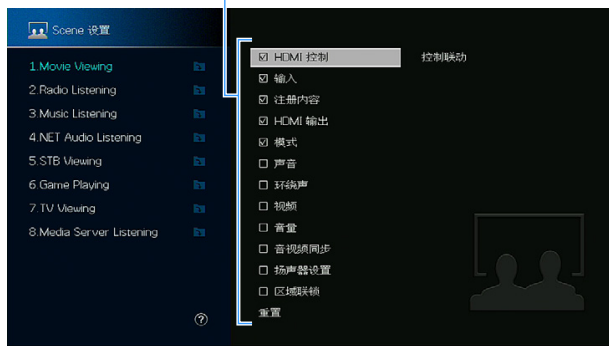 Scene 设置
1.Movie Viewing
2.Radio Listening
3.Music Listening
4.NET Audio Listening
5.STB Viewing
6.Game Playing
7.TV Viewing
8.Media Server Listening
?
HDMI 控制 控制联动
输入
注册内容
HDMI 输出
模式
声音
环绕声
视频
音量
音视频同步
扬声器设置
区域联锁
重置